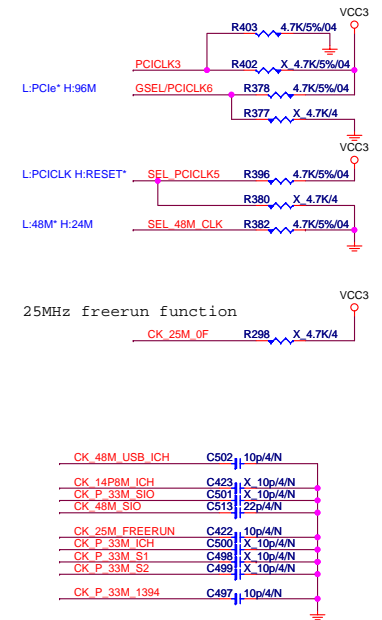 VCC3
R403 4.7K/5%/04
PCICLK3 R402 X_4.7K/5%/04
L:PCIe* H:96M GSEL/PCICLK6 R378 4.7K/5%/04
R377 X_4.7K/4
VCC3
L:PCICLK H:RESET* SEL_PCICLK5 R396 4.7K/5%/04
R380 X_4.7K/4
L:48M* H:24M SEL_48M_CLK R382 4.7K/5%/04
VCC3
25MHz freerun function
CK_25M_0F R298 X_4.7K/4
CK_48M_USB_ICH C502 10p/4/N
CK_14P8M_ICH C423 X_10p/4/N
CK_P_33M_SIO C501 X_10p/4/N
CK_48M_SIO C513 22p/4/N
CK_25M_FREERUN C422 10p/4/N
CK_P_33M_ICH C500 X_10p/4/N
CK_P_33M_S1 C498 X_10p/4/N
CK_P_33M_S2 C499 X_10p/4/N
CK_P_33M_1394 C497 10p/4/N